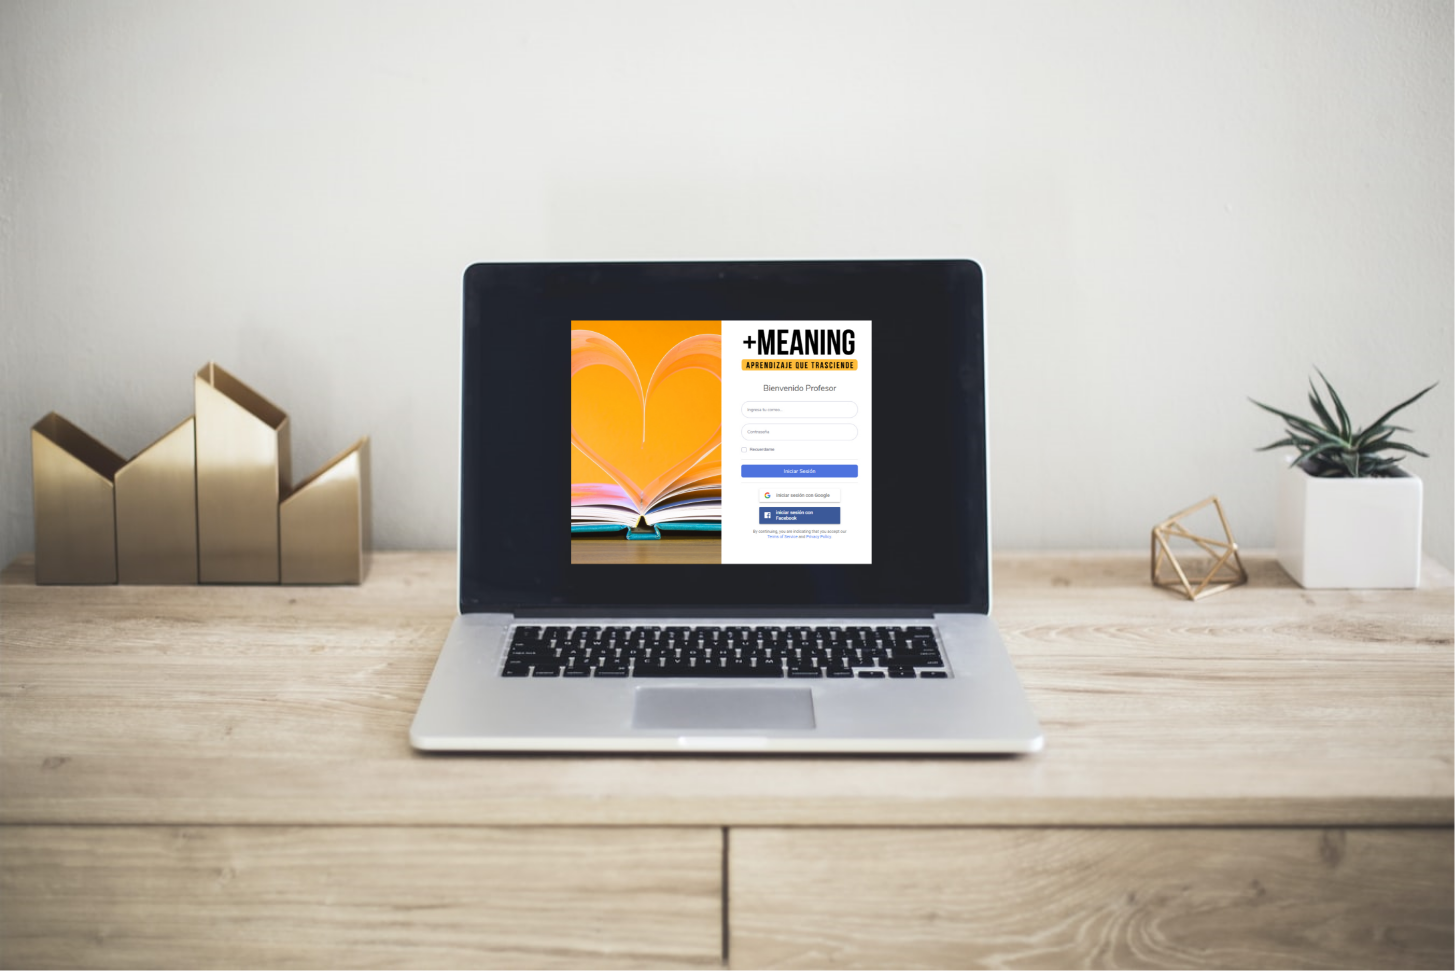 +MEANING
APRENDIZAJE QUE TRASCIENDE
Bienvenido Profesor
Ingresa tu correo...
Contraseña
Recuerdame
Iniciar Sesión
Iniciar sesión con Google
Iniciar sesión con
Facebook
By continuing, you are indicating that you accept our
Terms of Service and Privacy Policy.